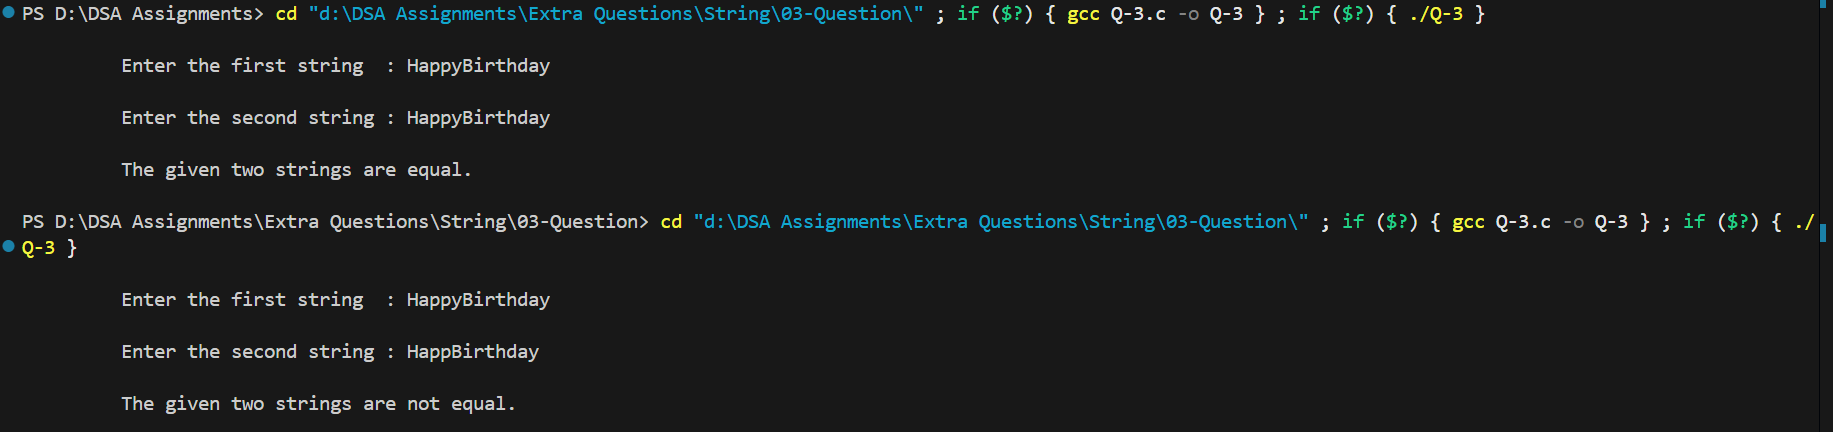 PS D:\DSA Assignments> cd "d:\DSA Assignments\Extra Questions\String\03-Question\" ; if ($?) { gcc Q-3.c -o Q-3 } ; if ($?) { ./Q-3 }
Enter the first string  : HappyBirthday
Enter the second string : HappyBirthday
The given two strings are equal.
PS D:\DSA Assignments\Extra Questions\String\03-Question> cd "d:\DSA Assignments\Extra Questions\String\03-Question\" ; if ($?) { gcc Q-3.c -o Q-3 } ; if ($?) { ./
Q-3 }
Enter the first string  : HappyBirthday
Enter the second string : HappBirthday
The given two strings are not equal.